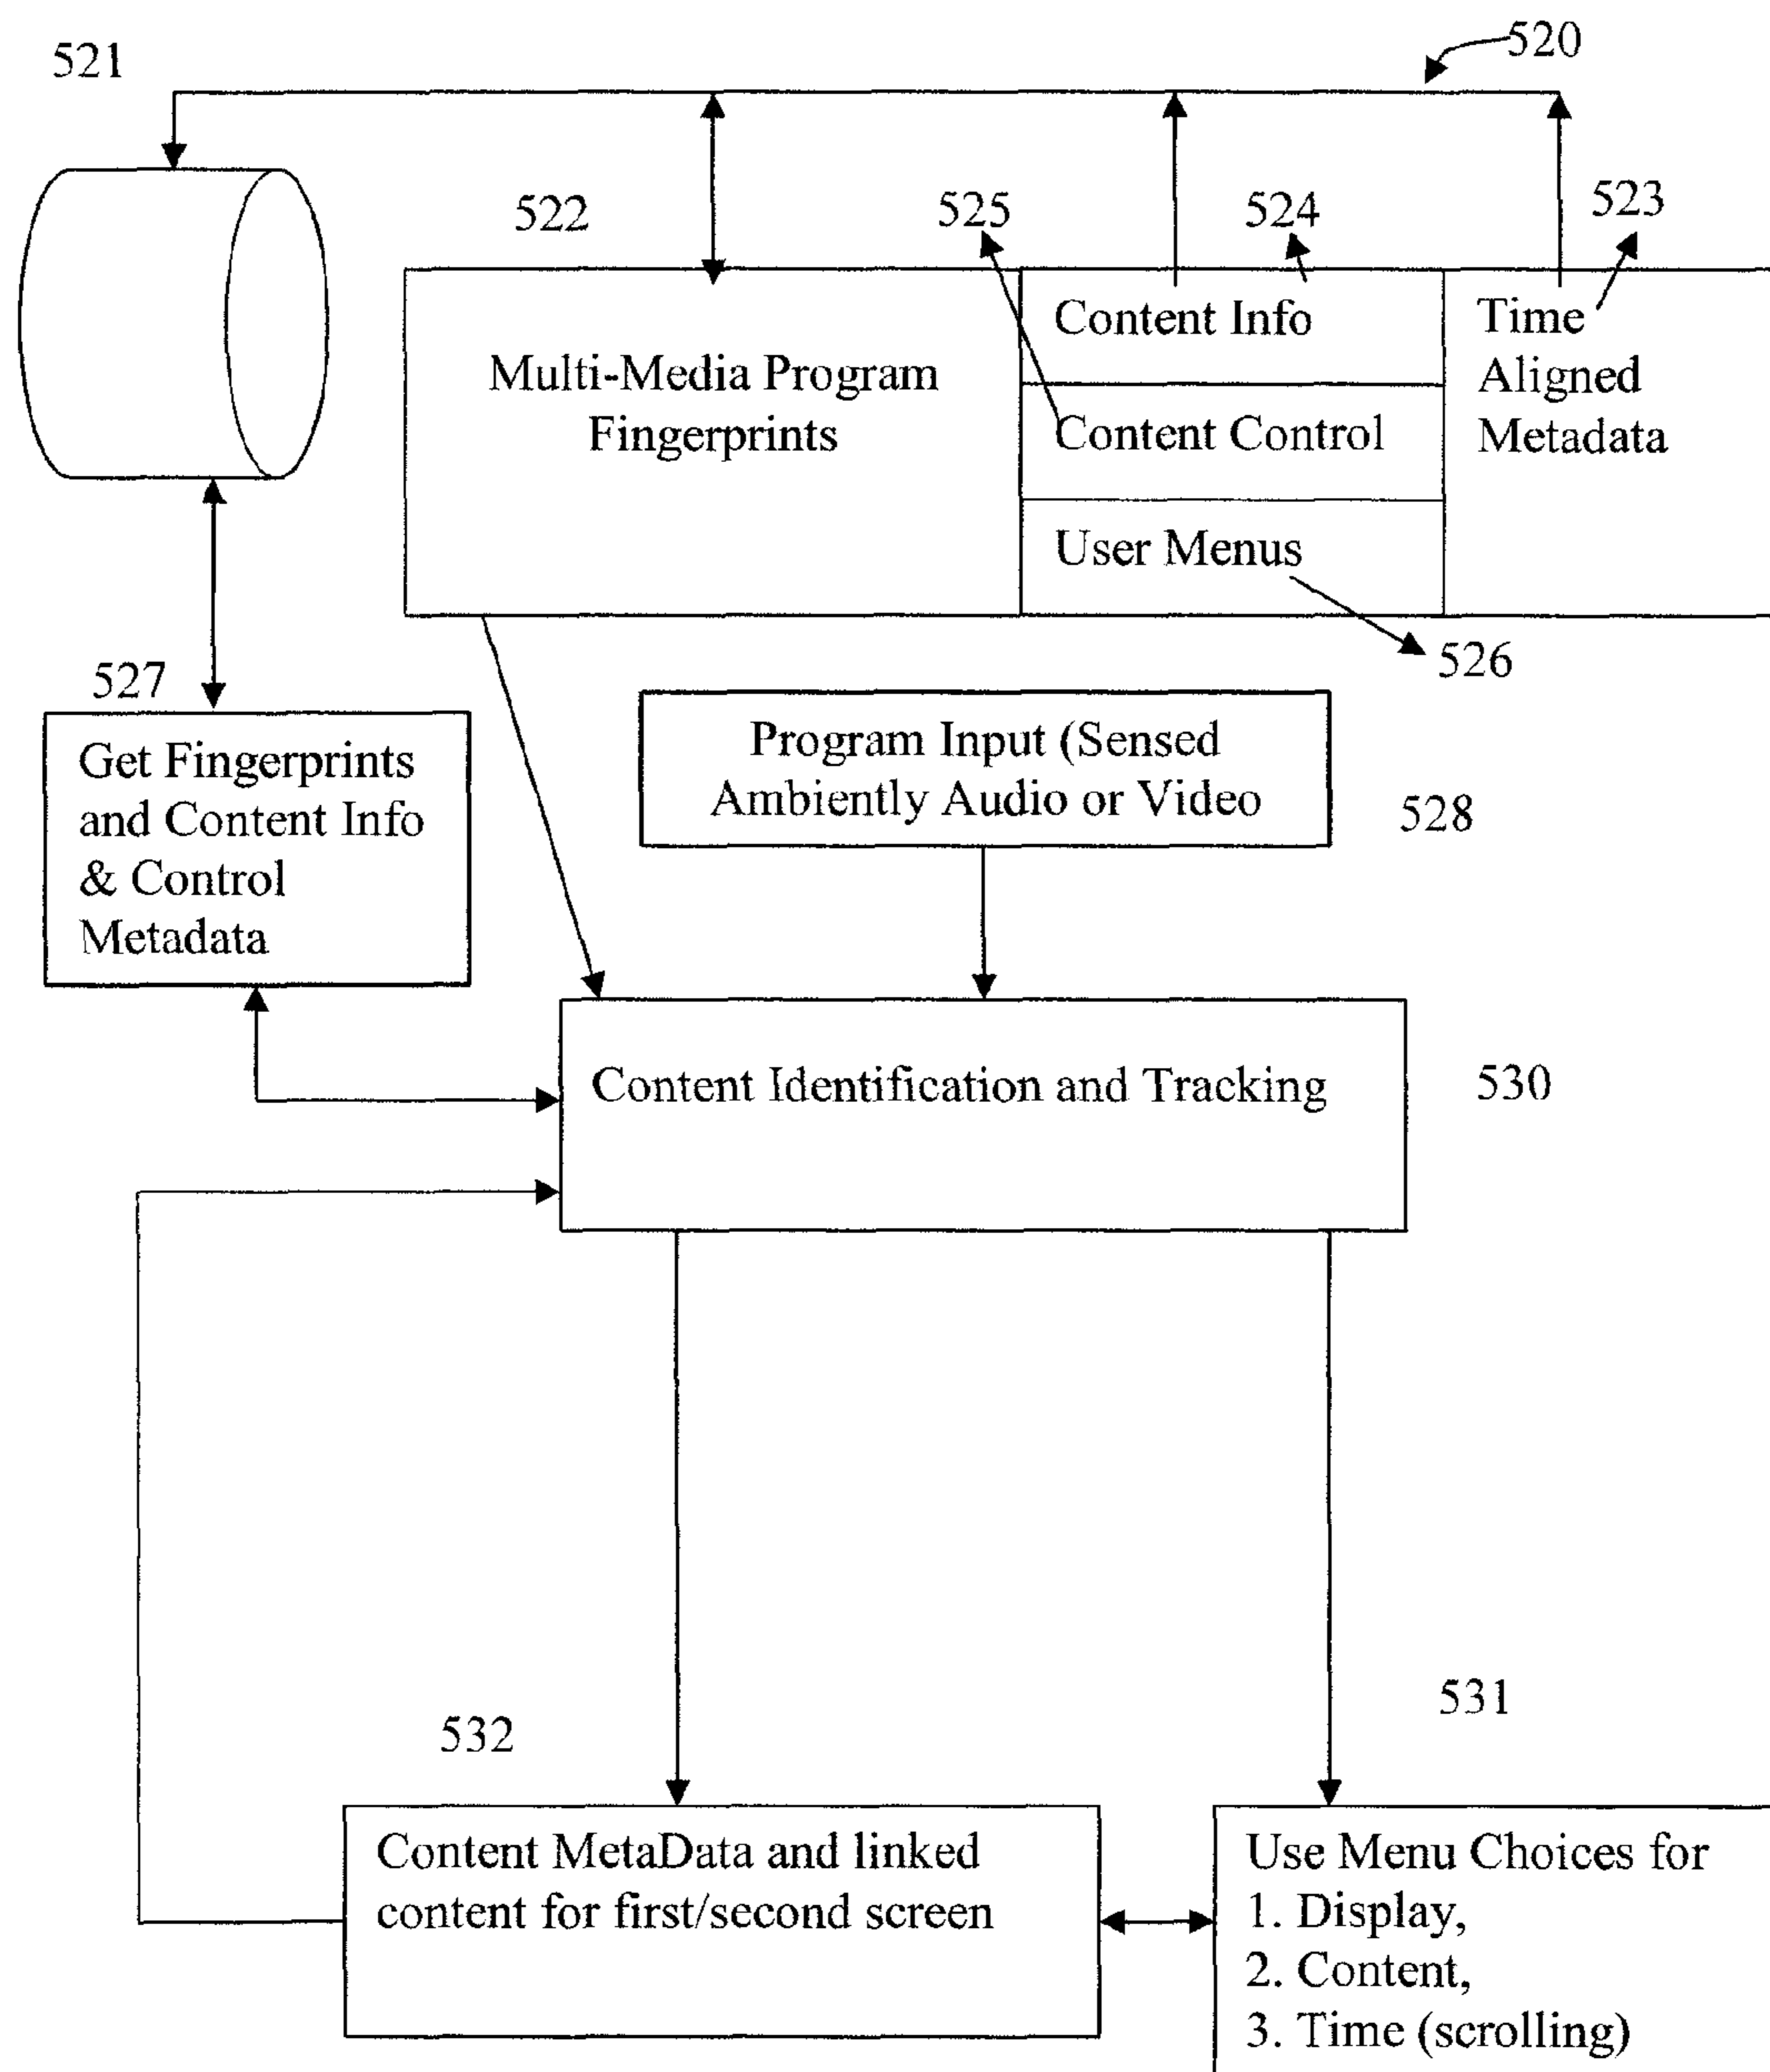 521
520
522
525
524
523
Multi-Media Program
Fingerprints
Content Info
Content Control
User Menus
Time
Aligned
Metadata
526
527
Get Fingerprints
and Content Info
& Control
Metadata
Program Input (Sensed
Ambiently Audio or Video
528
Content Identification and Tracking
530
531
532
Content MetaData and linked
content for first/second screen
Use Menu Choices for
1. Display,
2. Content,
3. Time (scrolling)